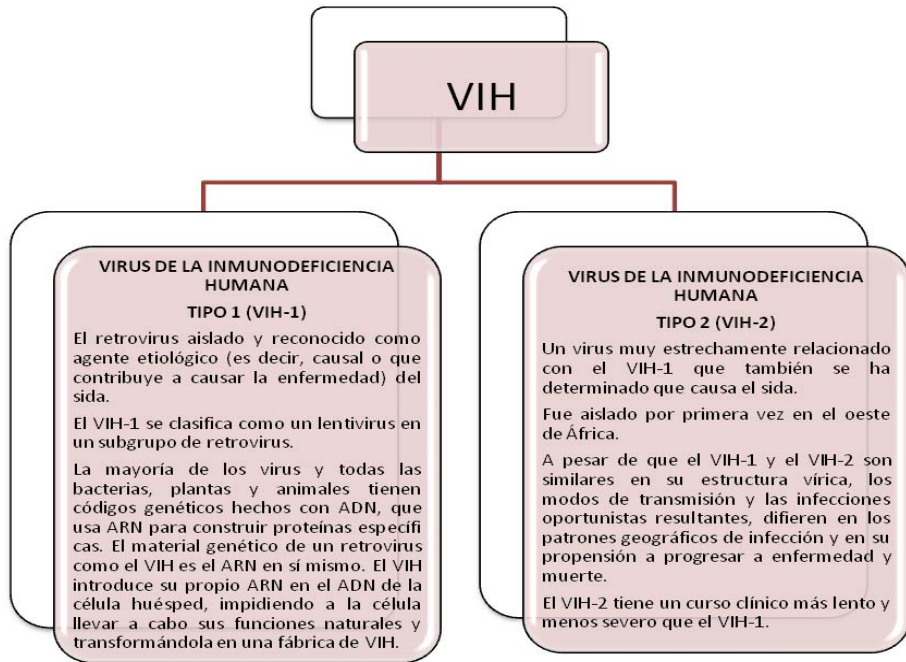 VIH
VIRUS DE LA INMUNODEFICIENCIA
HUMANA
TIPO 1 (VIH-1)
El retrovirus aislado y reconocido como
agente etiológico (es decir, causal o que
contribuye a causar la enfermedad) del
sida.
El VIH-1 se clasifica como un lentivirus en
un subgrupo de retrovirus.
La mayoría de los virus y todas las
bacterias, plantas y animales tienen
códigos genéticos hechos con ADN, que
usa ARN para construir proteínas específi
cas. El material genético de un retrovirus
como el VIH es el ARN en sí mismo. El VIH
introduce su propio ARN en el ADN de la
célula huésped, impidiendo a la célula
llevar a cabo sus funciones naturales y
transformándola en una fábrica de VIH.
VIRUS DE LA INMUNODEFICIENCIA
HUMANA
TIPO 2 (VIH-2)
Un virus muy estrechamente relacionado
con el VIH-1 que también se ha
determinado que causa el sida.
Fue aislado por primera vez en el oeste
de África.
A pesar de que el VIH-1 y el VIH-2 son
similares en su estructura vírica, los
modos de transmisión y las infecciones
oportunistas resultantes, difieren en los
patrones geográficos de infección y en su
propensión a progresar a enfermedad y
muerte.
El VIH-2 tiene un curso clínico más lento y
menos severo que el VIH-1.